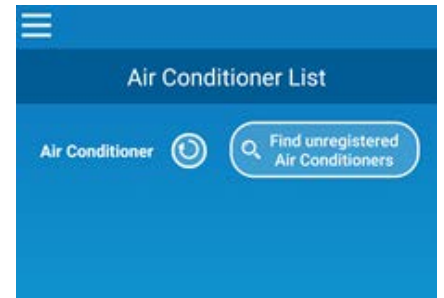 Air Conditioner List
Air Conditioner
Find unregistered
Air Conditioners